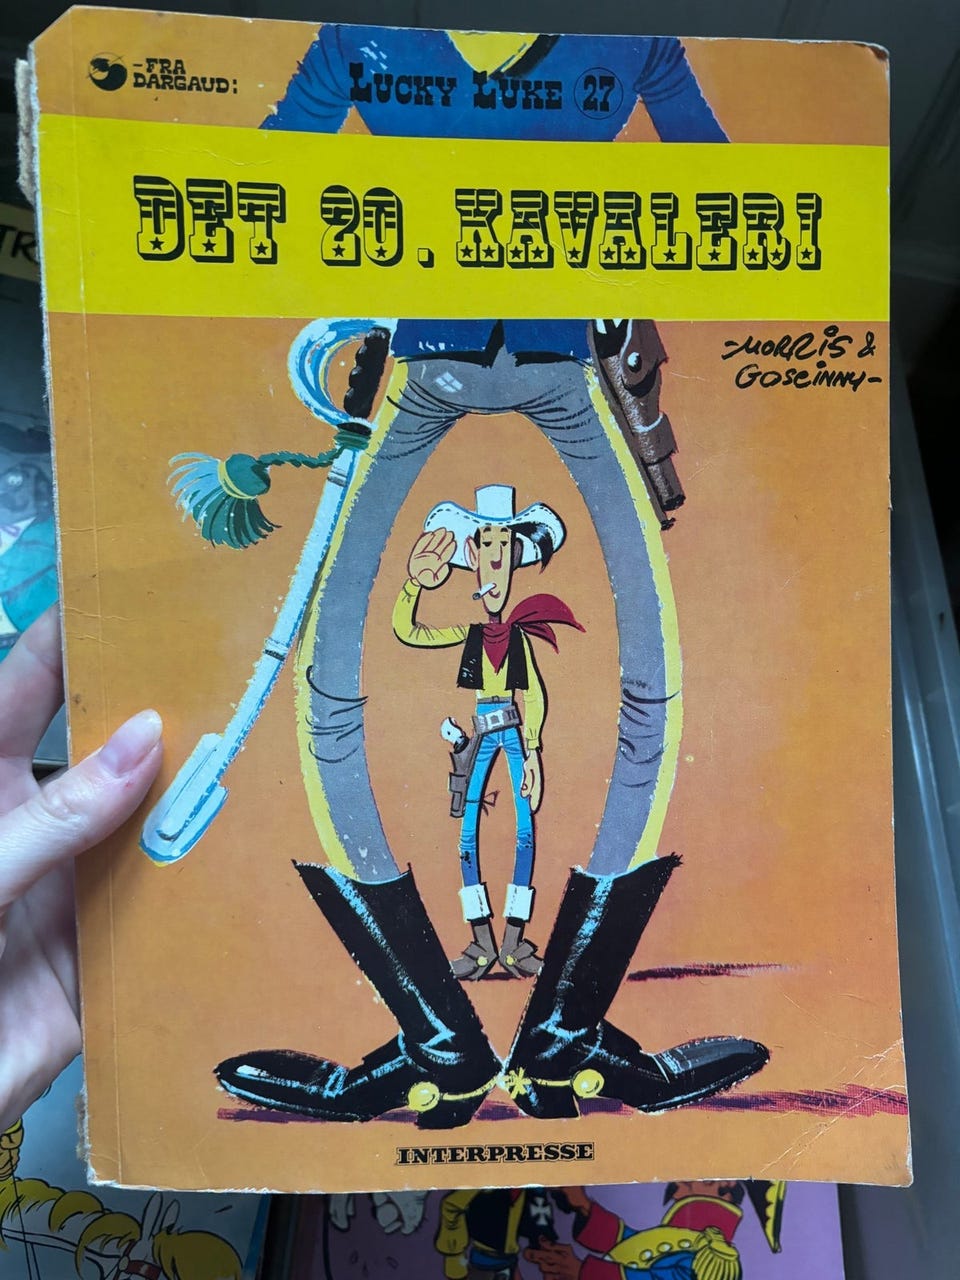 -FRA
DARGAUD:
LUCKY LUKE 27
DET 20. KAVALERI
-MORRIS &
GOSCINNY-
INTERPRESSE